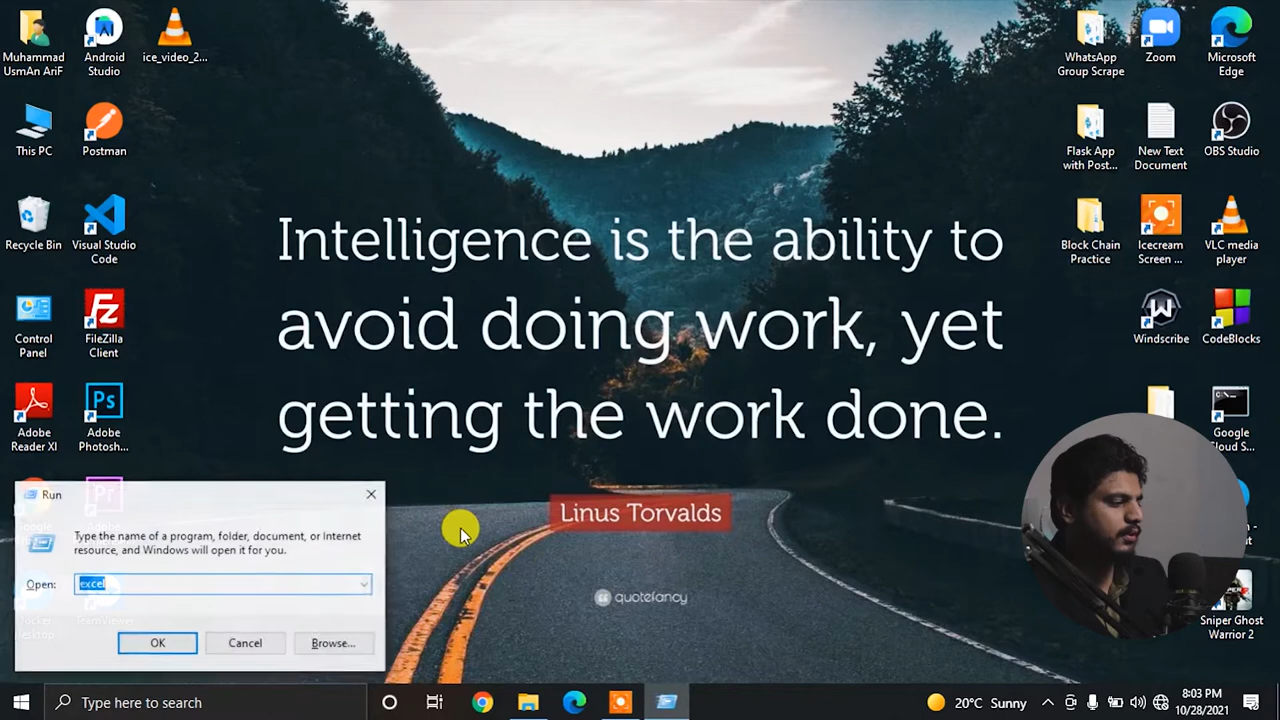 Muhammad
UsmAn AriF
Android
Studio
ice_video_2...
This PC
Postman
Recycle Bin
Visual Studio
Code
Control
Panel
FileZilla
Client
Adobe
Reader XI
Adobe
Photosh...
WhatsApp
Group Scrape
Zoom
Microsoft
Edge
Flask App
with Post...
New Text
Document
OBS Studio
Block Chain
Practice
Icecream
Screen ...
VLC media
player
Windscribe
CodeBlocks
Google
Cloud S...
Sniper Ghost
Warrior 2
Intelligence is the ability to
avoid doing work, yet
getting the work done.
Linus Torvalds
quotefancy
Run
Type the name of a program, folder, document, or Internet
resource, and Windows will open it for you.
Open:
excel
OK
Cancel
Browse...
Type here to search
20°C Sunny
8:03 PM
10/28/2021